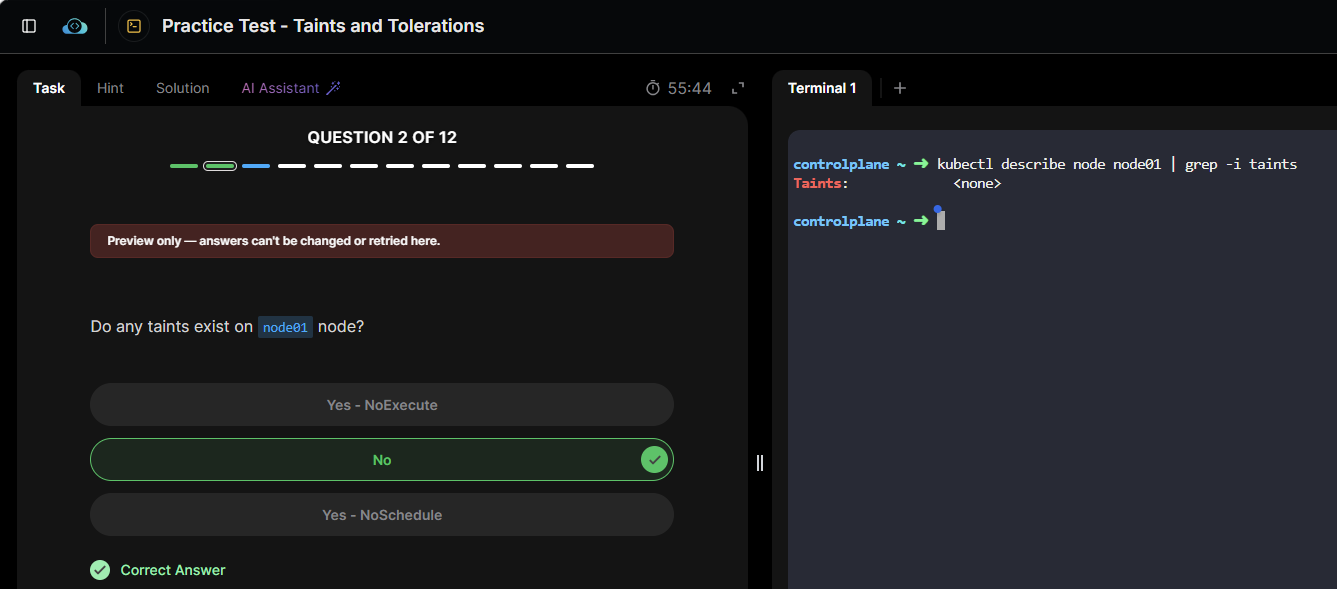 Practice Test - Taints and Tolerations
Task Hint Solution AI Assistant 55:44
QUESTION 2 OF 12
Preview only — answers can't be changed or retried here.
Do any taints exist on node01 node?
Yes - NoExecute
No
Yes - NoSchedule
Correct Answer
Terminal 1 +
controlplane ~ ➜ kubectl describe node node01 | grep -i taints
Taints: <none>
controlplane ~ ➜